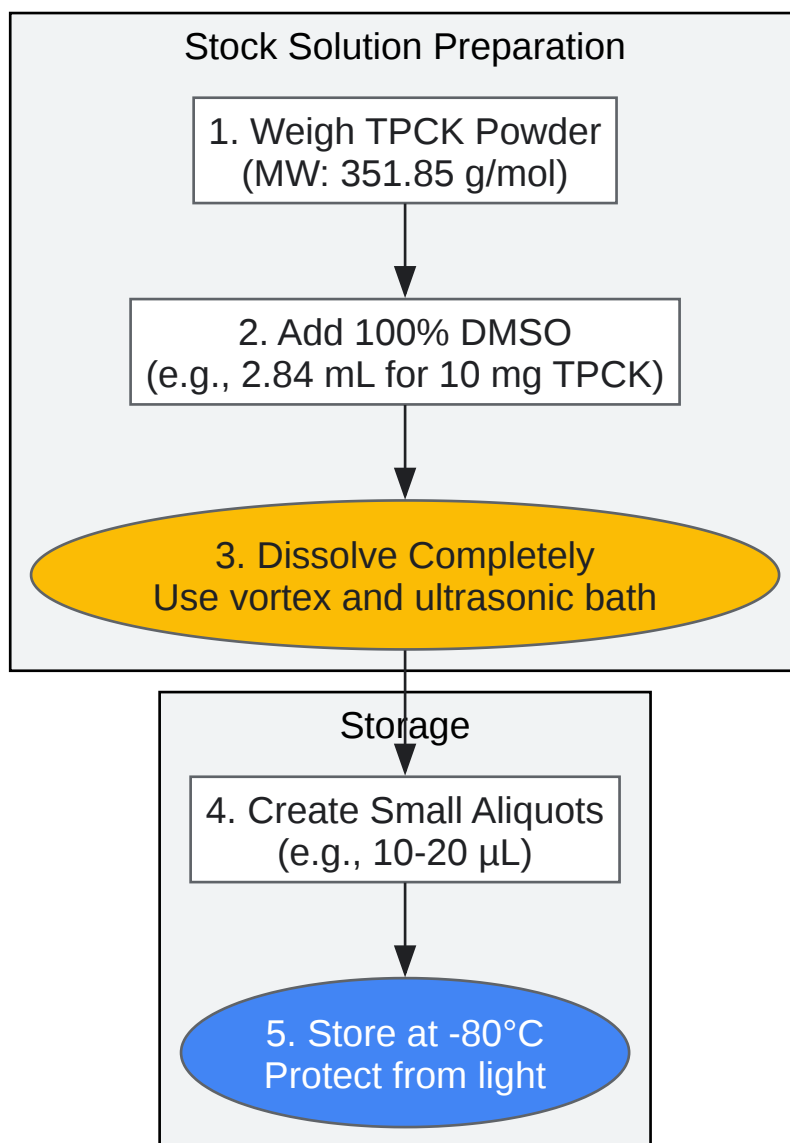 Stock Solution Preparation
1. Weigh TPCK Powder
(MW: 351.85 g/mol)
2. Add 100% DMSO
(e.g., 2.84 mL for 10 mg TPCK)
3. Dissolve Completely
Use vortex and ultrasonic bath
Storage
4. Create Small Aliquots
(e.g., 10-20 µL)
5. Store at -80°C
Protect from light